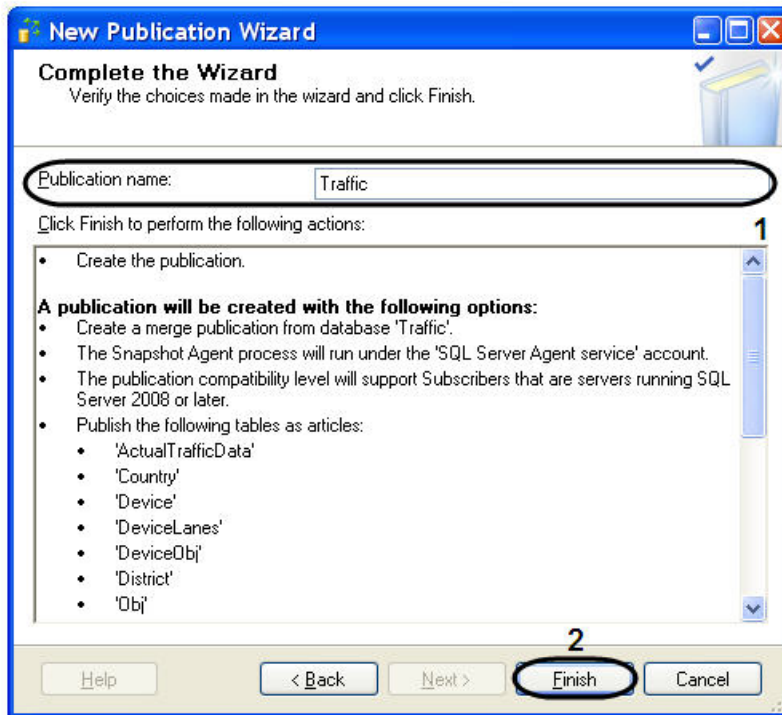 New Publication Wizard
Complete the Wizard
Verify the choices made in the wizard and click Finish.
Publication name: Traffic
1
Click Finish to perform the following actions:
• Create the publication.
A publication will be created with the following options:
• Create a merge publication from database 'Traffic'.
• The Snapshot Agent process will run under the 'SQL Server Agent service' account.
• The publication compatibility level will support Subscribers that are servers running SQL
Server 2008 or later.
• Publish the following tables as articles:
• 'ActualTrafficData'
• 'Country'
• 'Device'
• 'DeviceLanes'
• 'DeviceObj'
• 'District'
• 'Obj'
2
Help < Back Next > Finish Cancel